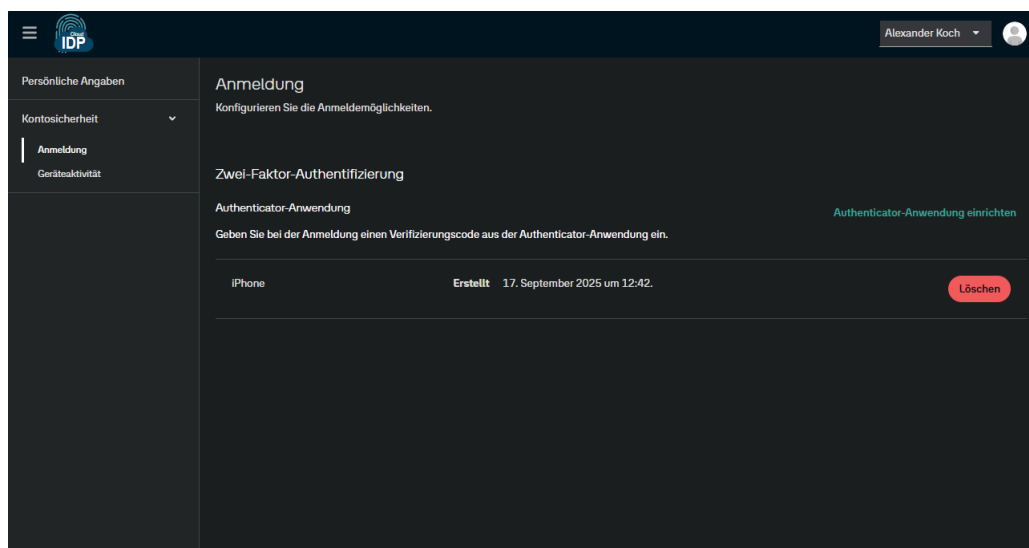 Cloud
IDP
Alexander Koch
Persönliche Angaben
Kontosicherheit
Anmeldung
Geräteaktivität
Anmeldung
Konfigurieren Sie die Anmeldemöglichkeiten.
Zwei-Faktor-Authentifizierung
Authenticator-Anwendung
Authenticator-Anwendung einrichten
Geben Sie bei der Anmeldung einen Verifizierungscode aus der Authenticator-Anwendung ein.
iPhone Erstellt 17. September 2025 um 12:42. Löschen